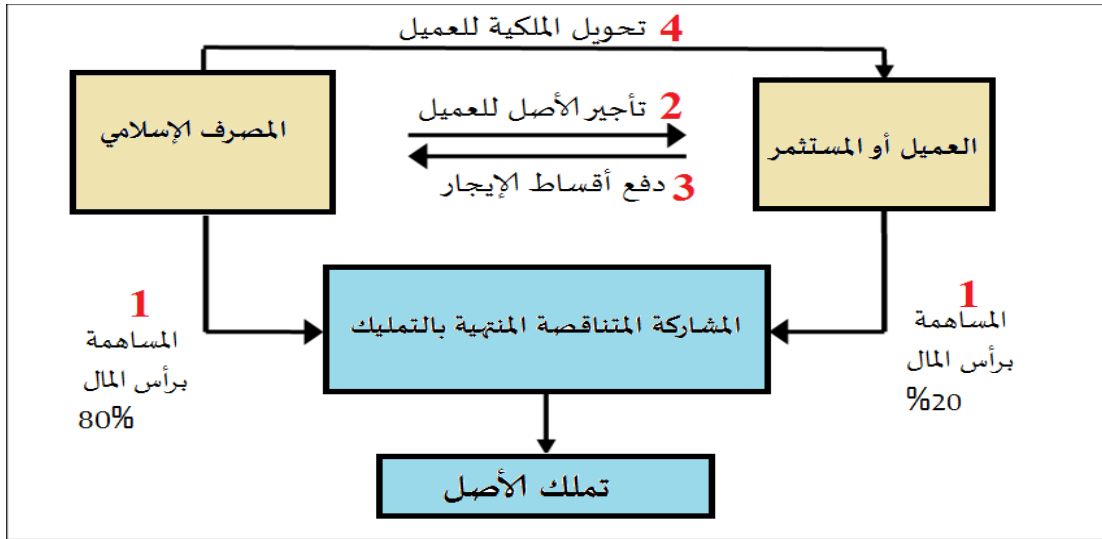 4 تحويل الملكية للعميل
المصرف الإسلامي
2 تأجير الأصل للعميل
3 دفع أقساط الإيجار
العميل أو المستثمر
1
المساهمة
برأس المال
%20
المشاركة المتناقصة المنتهية بالتمليك
1
المساهمة
برأس المال
80%
تملك الأصل